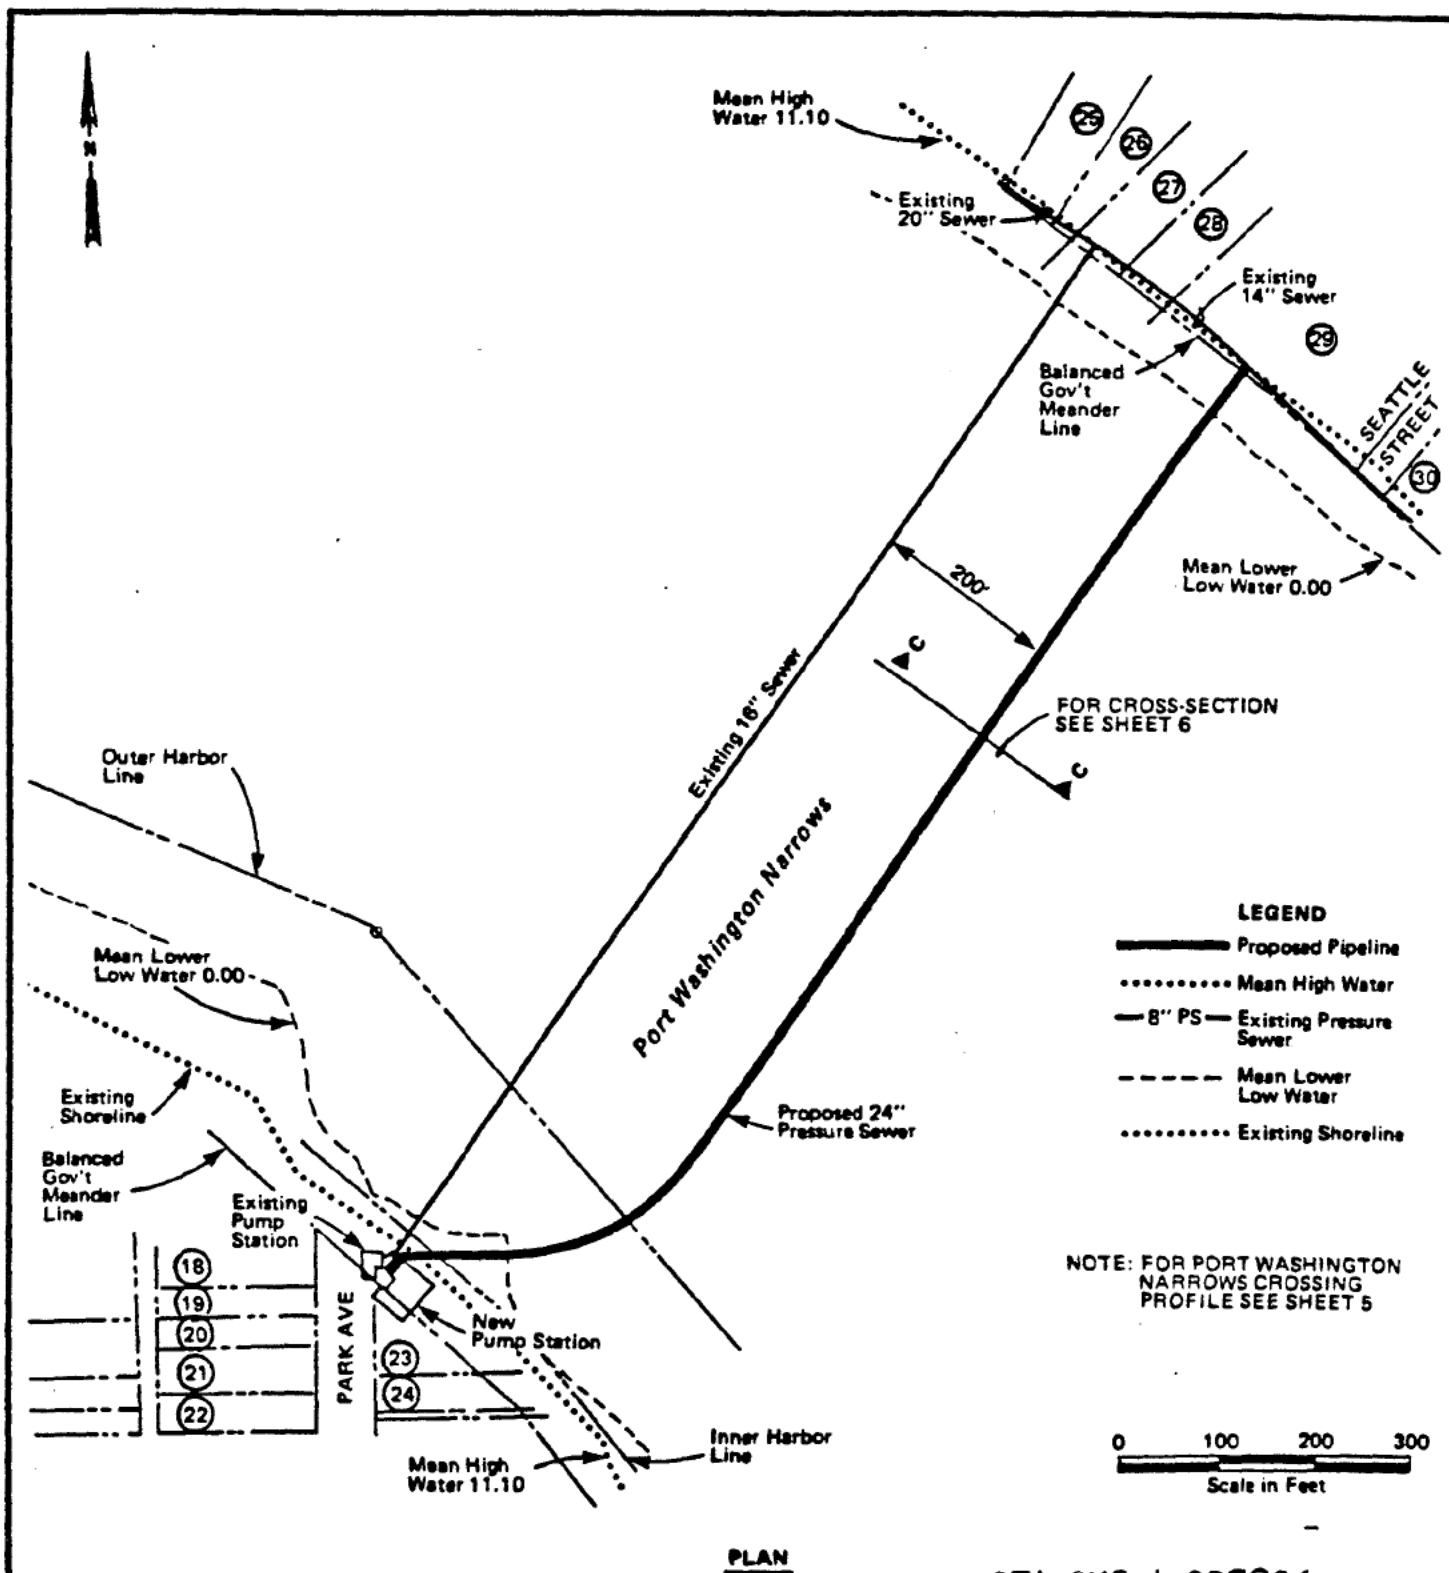 N
Mean High
Water 11.10
25
26
27
28
Existing
20" Sewer
Existing
14" Sewer
29
Balanced
Gov't
Meander
Line
SEATTLE
STREET
30
Mean Lower
Low Water 0.00
200'
C
FOR CROSS-SECTION
SEE SHEET 6
C
Existing 16" Sewer
Outer Harbor
Line
Port Washington Narrows
Mean Lower
Low Water 0.00
Existing
Shoreline
Balanced
Gov't
Meander
Line
Existing
Pump
Station
Proposed 24"
Pressure Sewer
LEGEND
Proposed Pipeline
Mean High Water
8" PS
Existing Pressure
Sewer
Mean Lower
Low Water
Existing Shoreline
NOTE: FOR PORT WASHINGTON
NARROWS CROSSING
PROFILE SEE SHEET 5
18
19
20
21
22
PARK AVE
New
Pump Station
23
24
Mean High
Water 11.10
Inner Harbor
Line
0 100 200 300
Scale in Feet
PLAN